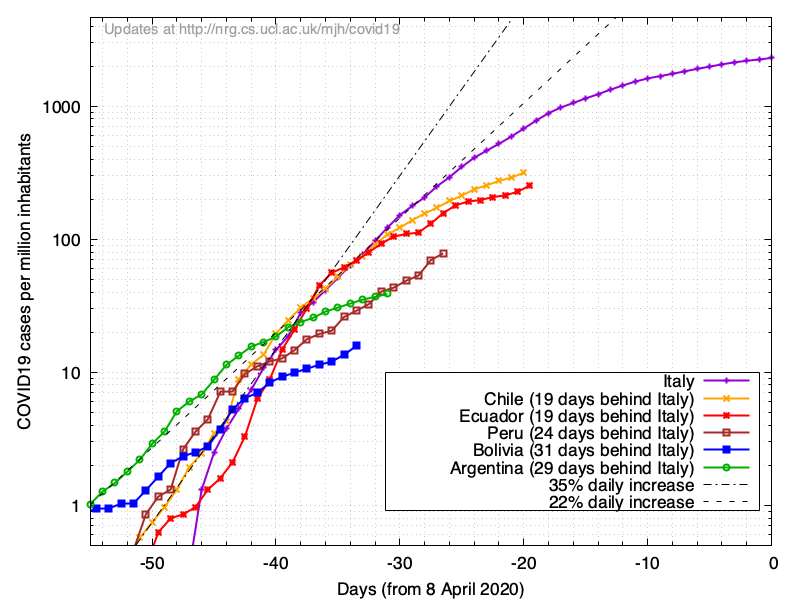 Updates at http://nrg.cs.ucl.ac.uk/mjh/covid19
COVID19 cases per million inhabitants
1000
100
10
1
Italy
Chile (19 days behind Italy)
Ecuador (19 days behind Italy)
Peru (24 days behind Italy)
Bolivia (31 days behind Italy)
Argentina (29 days behind Italy)
35% daily increase
22% daily increase
-50 -40 -30 -20 -10 0
Days (from 8 April 2020)